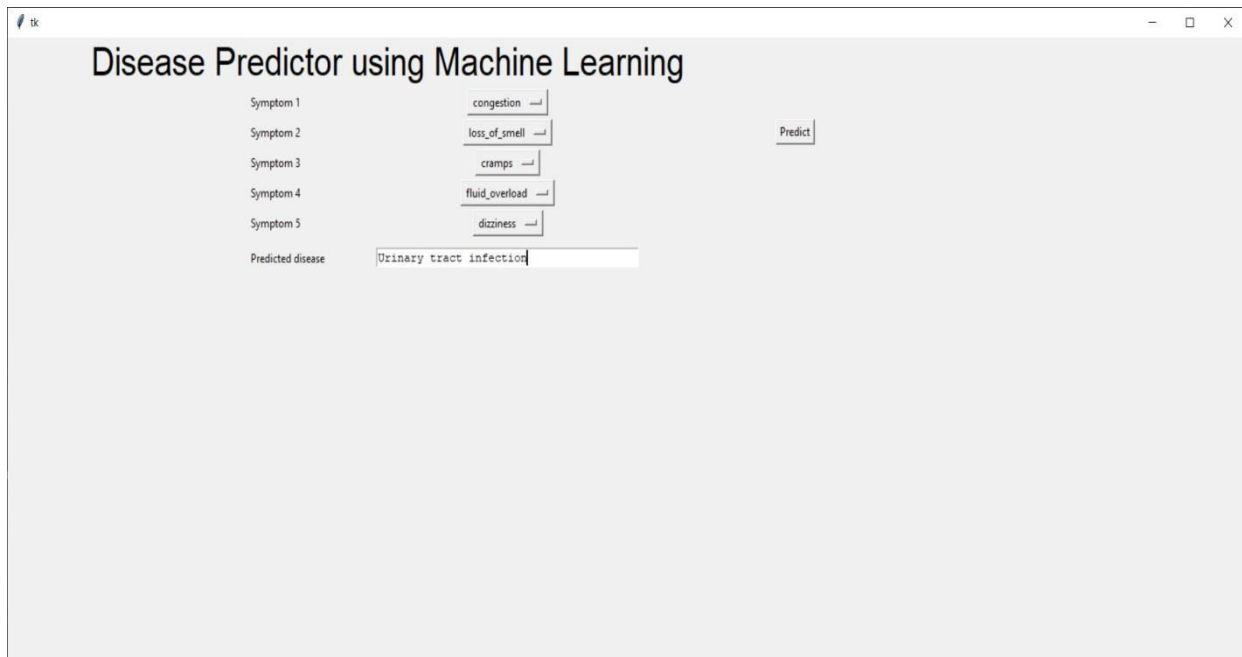 tk
Disease Predictor using Machine Learning
Symptom 1 congestion
Symptom 2 loss_of_smell Predict
Symptom 3 cramps
Symptom 4 fluid_overload
Symptom 5 dizziness
Predicted disease Urinary tract infection